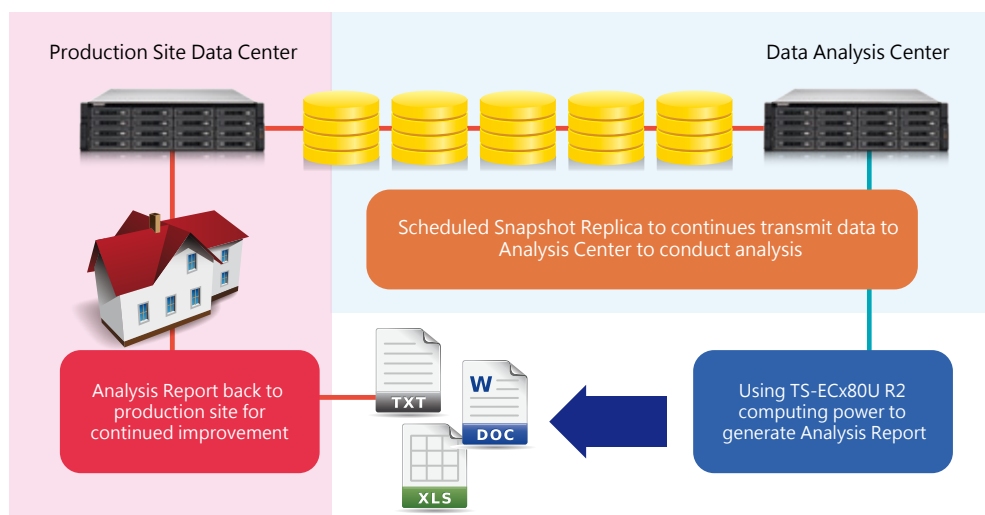 Production Site Data Center
Data Analysis Center
Scheduled Snapshot Replica to continues transmit data to
Analysis Center to conduct analysis
Analysis Report back to
production site for
continued improvement
TXT
W
DOC
XLS
Using TS-ECx80U R2
computing power to
generate Analysis Report